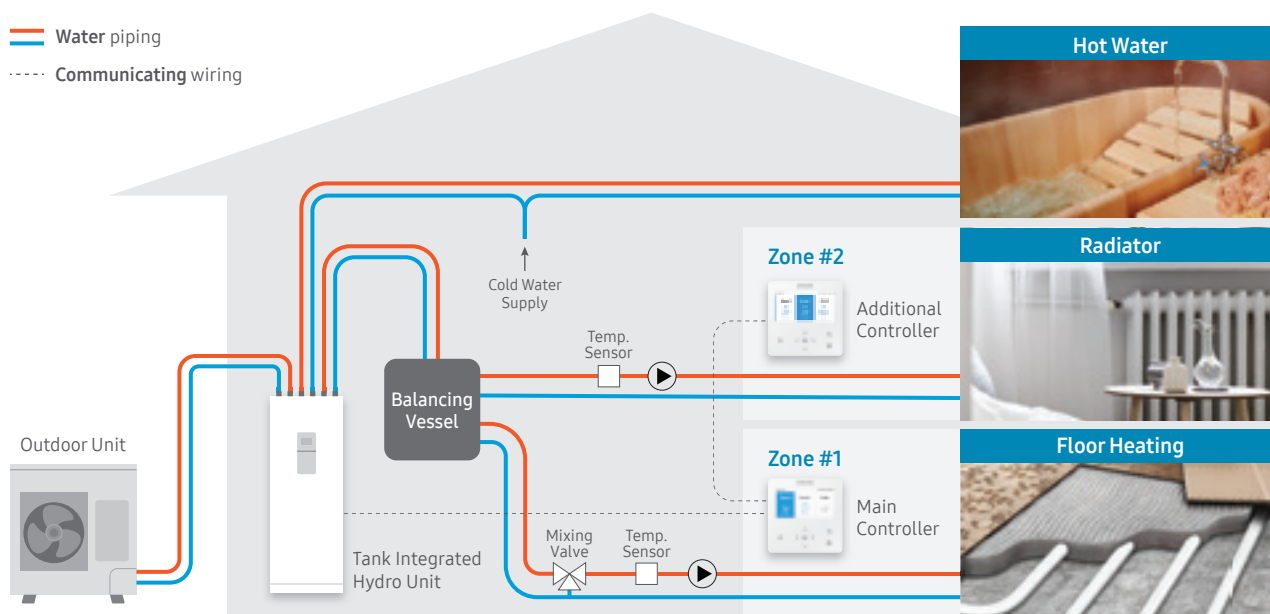 Water piping
Communicating wiring
Hot Water
Cold Water
Supply
Zone #2
Additional
Controller
Radiator
Temp.
Sensor
Balancing
Vessel
Outdoor Unit
Zone #1
Main
Controller
Floor Heating
Tank Integrated
Hydro Unit
Mixing
Valve
Temp.
Sensor